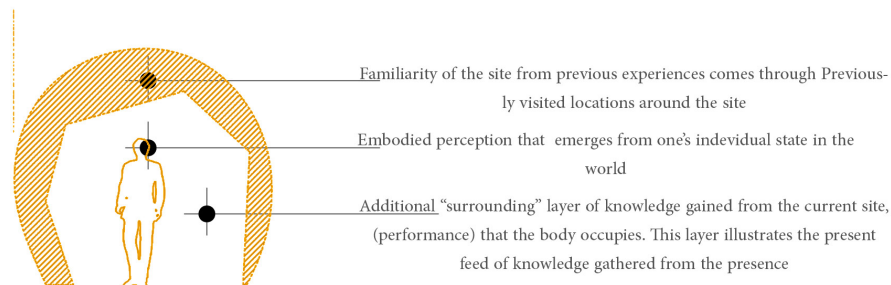 Familiarity of the site from previous experiences comes through Previous-
ly visited locations around the site
Embodied perception that  emerges from one's indevidual state in the
world
Additional “surrounding” layer of knowledge gained from the current site,
(performance) that the body occupies. This layer illustrates the present
feed of knowledge gathered from the presence